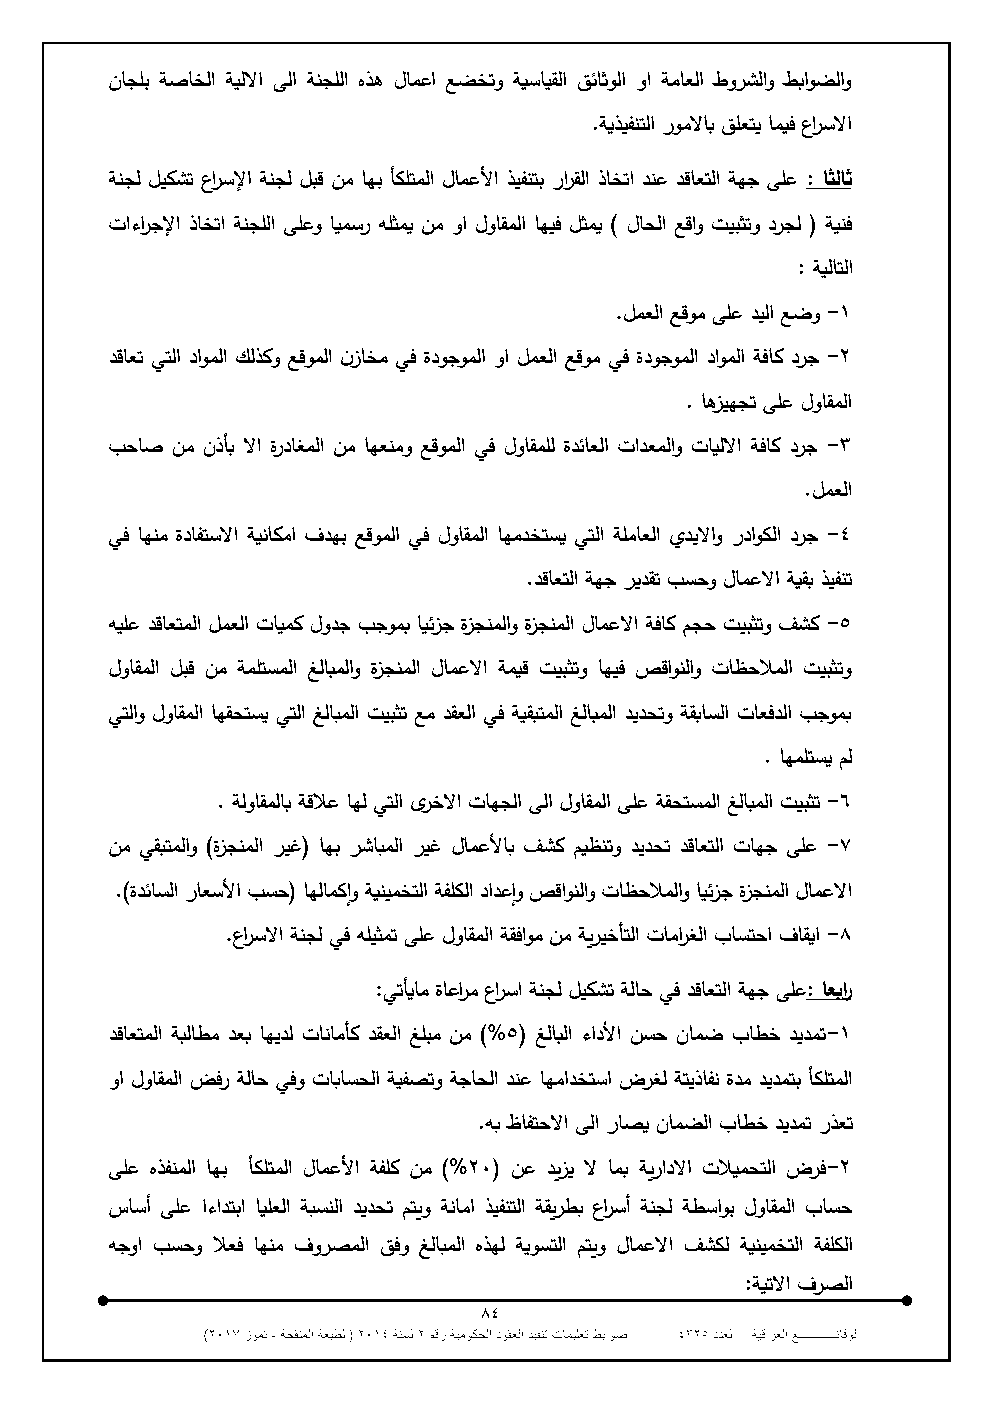 والضوابط والشروط العامة او الوثائق القياسية وتخضع اعمال هذه اللجنة الى الالية الخاصة بلجان
الاسراع فيما يتعلق بالامور التنفيذية.
ثالثا : على جهة التعاقد عند اتخاذ القرار بتنفيذ الأعمال المتلكأ بها من قبل لجنة الإسراع تشكيل لجنة
فنية ( لجرد وتثبيت واقع الحال ) يمثل فيها المقاول او من يمثله رسميا وعلى اللجنة اتخاذ الإجراءات
التالية :
١- وضع اليد على موقع العمل.
٢- جرد كافة المواد الموجودة في موقع العمل او الموجودة في مخازن الموقع وكذلك المواد التي تعاقد
المقاول على تجهيزها .
٣- جرد كافة الاليات والمعدات العائدة للمقاول في الموقع ومنعها من المغادرة الا بأذن من صاحب
العمل.
٤- جرد الكوادر والايدي العاملة التي يستخدمها المقاول في الموقع بهدف امكانية الاستفادة منها في
تنفيذ بقية الاعمال وحسب تقدير جهة التعاقد.
٥- كشف وتثبيت حجم كافة الاعمال المنجزة والمنجزة جزئيا بموجب جدول كميات العمل المتعاقد عليه
وتثبيت الملاحظات والنواقص فيها وتثبيت قيمة الاعمال المنجزة والمبالغ المستلمة من قبل المقاول
بموجب الدفعات السابقة وتحديد المبالغ المتبقية في العقد مع تثبيت المبالغ التي يستحقها المقاول والتي
لم يستلمها .
٦- تثبيت المبالغ المستحقة على المقاول الى الجهات الاخرى التي لها علاقة بالمقاولة .
٧- على جهات التعاقد تحديد وتنظيم كشف بالأعمال غير المباشر بها (غير المنجزة) والمتبقي من
الاعمال المنجزة جزئيا والملاحظات والنواقص وإعداد الكلفة التخمينية وإكمالها (حسب الأسعار السائدة).
٨- ايقاف احتساب الغرامات التأخيرية من موافقة المقاول على تمثيله في لجنة الاسراع.
رابعا :على جهة التعاقد في حالة تشكيل لجنة اسراع مراعاة مايأتي:
١-تمديد خطاب ضمان حسن الأداء البالغ (٥%) من مبلغ العقد كأمانات لديها بعد مطالبة المتعاقد
المتلكأ بتمديد مدة نفاذيتة لغرض استخدامها عند الحاجة وتصفية الحسابات وفي حالة رفض المقاول او
تعذر تمديد خطاب الضمان يصار الى الاحتفاظ به.
٢-فرض التحميلات الادارية بما لا يزيد عن (٢٠%) من كلفة الأعمال المتلكأ بها المنفذه على
حساب المقاول بواسطة لجنة أسراع بطريقة التنفيذ امانة ويتم تحديد النسبة العليا ابتداءا على أساس
الكلفة التخمينية لكشف الاعمال ويتم التسوية لهذه المبالغ وفق المصروف منها فعلا وحسب اوجه
الصرف الاتية:
٨٤
تعليمات تنفيذ العقود الحكومية رقم ٢ لسنة ٢٠١٤ ( المنقحة - تموز ٢٠١٧) ٤٣٢٥